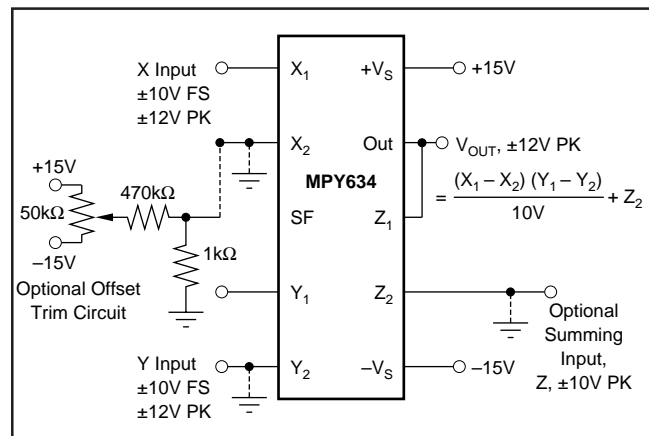 X Input
±10V FS
±12V PK
X1
X2
+15V
50kΩ
–15V
470kΩ
1kΩ
Optional Offset
Trim Circuit
SF
MPY634
Y1
Y Input
±10V FS
±12V PK
Y2
+VS
+15V
Out
VOUT, ±12V PK
= (X1 – X2) (Y1 – Y2)
10V
+ Z2
Z1
Z2
Optional
Summing
Input,
Z, ±10V PK
–VS
–15V